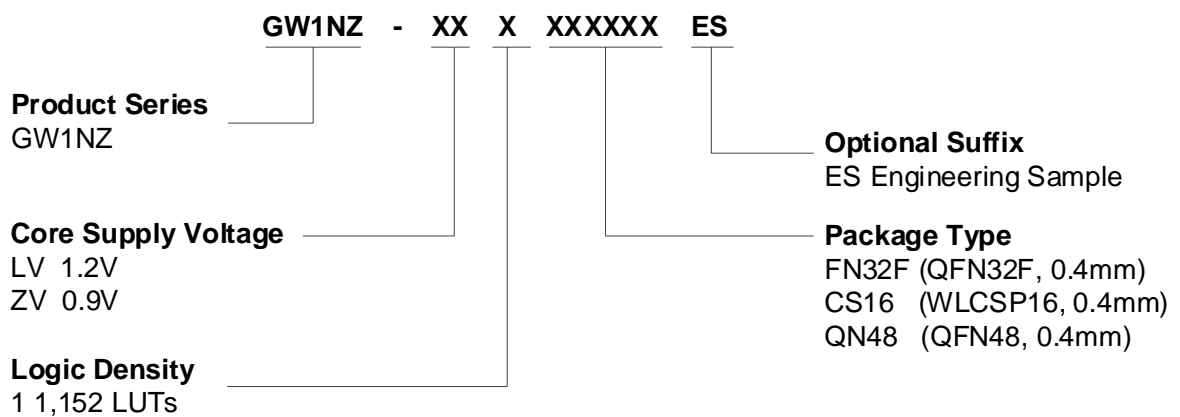 GW1NZ - XX X XXXXXX ES
Product Series
GW1NZ
Optional Suffix
ES Engineering Sample
Core Supply Voltage
LV 1.2V
ZV 0.9V
Package Type
FN32F (QFN32F, 0.4mm)
CS16 (WLCSP16, 0.4mm)
QN48 (QFN48, 0.4mm)
Logic Density
1 1,152 LUTs